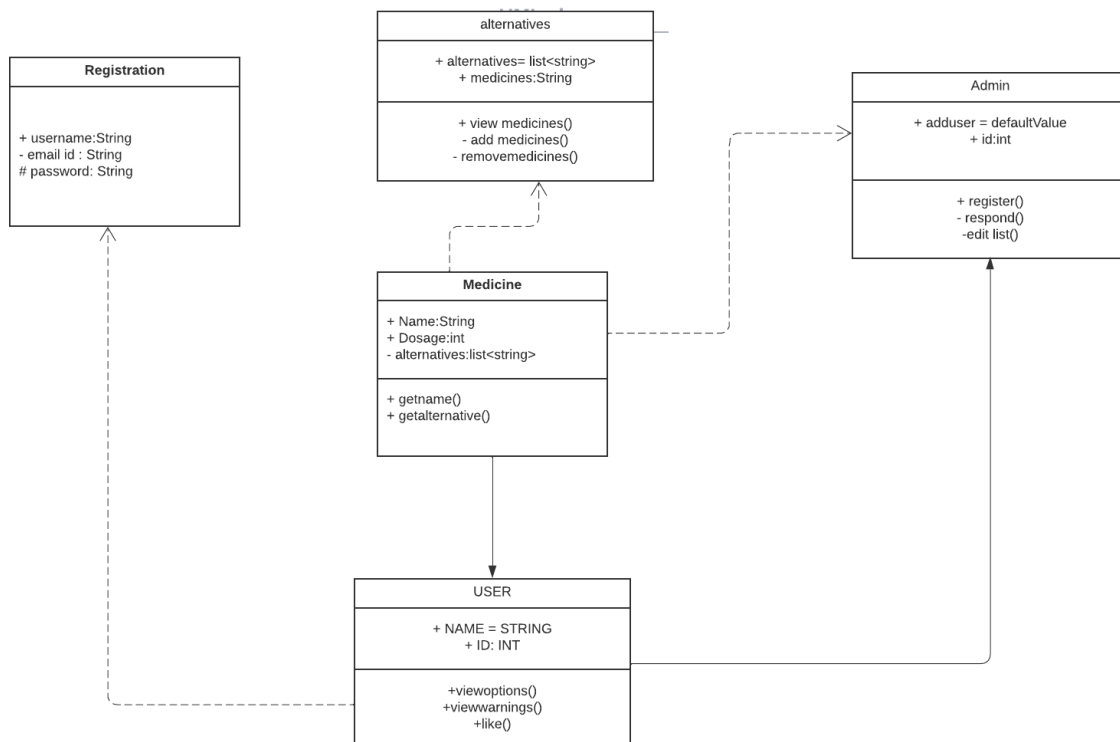 alternatives
+ alternatives= list<string>
+ medicines:String
+ view medicines()
- add medicines()
- removemedicines()
Registration
+ username:String
- email id : String
# password: String
Admin
+ adduser = defaultValue
+ id:int
+ register()
- respond()
-edit list()
Medicine
+ Name:String
+ Dosage:int
- alternatives:list<string>
+ getname()
+ getalternative()
USER
+ NAME = STRING
+ ID: INT
+viewoptions()
+viewwarnings()
+like()